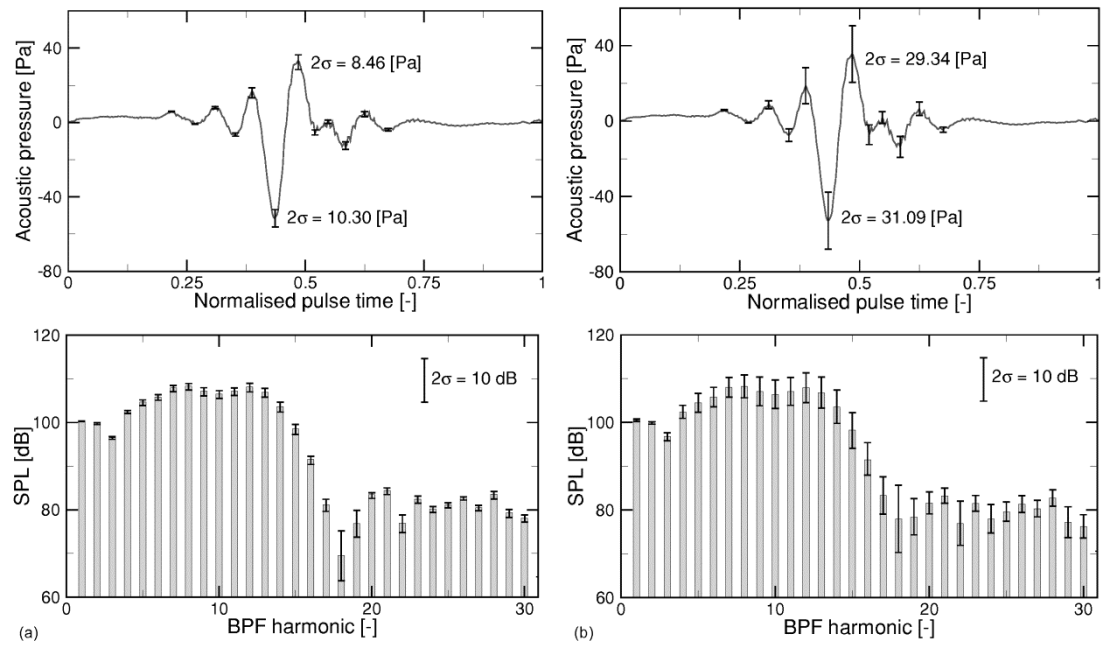 Acoustic pressure [Pa]
40
0
-40
-80
2σ = 8.46 [Pa]
2σ = 10.30 [Pa]
0
0.25
0.5
0.75
1
Normalised pulse time [-]
Acoustic pressure [Pa]
40
0
-40
-80
2σ = 29.34 [Pa]
2σ = 31.09 [Pa]
0
0.25
0.5
0.75
1
Normalised pulse time [-]
SPL [dB]
120
100
80
60
2σ = 10 dB
0
10
20
30
BPF harmonic [-]
(a)
SPL [dB]
120
100
80
60
2σ = 10 dB
0
10
20
30
BPF harmonic [-]
(b)